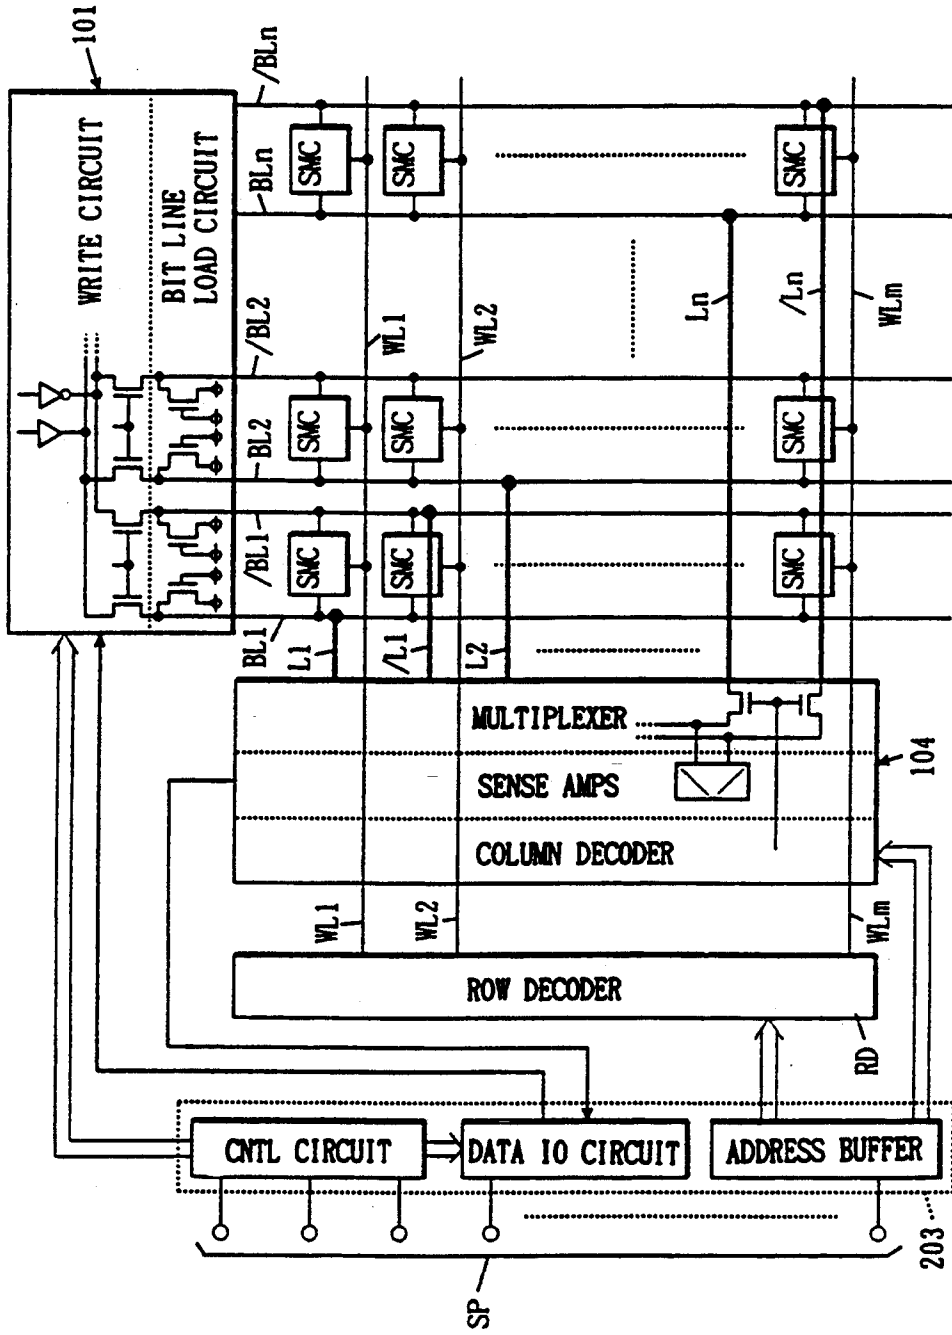 101
WRITE CIRCUIT
BIT LINE
LOAD CIRCUIT
BL1
/BL1
BL2
/BL2
BLn
/BLn
SMC
SMC
SMC
WL1
SMC
SMC
SMC
WL2
SMC
SMC
SMC
WLm
L1
/L1
L2
Ln
/Ln
MULTIPLEXER
SENSE AMPS
COLUMN DECODER
104
WL1
WL2
WLm
ROW DECODER
RD
CNTL CIRCUIT
DATA IO CIRCUIT
ADDRESS BUFFER
203
SP